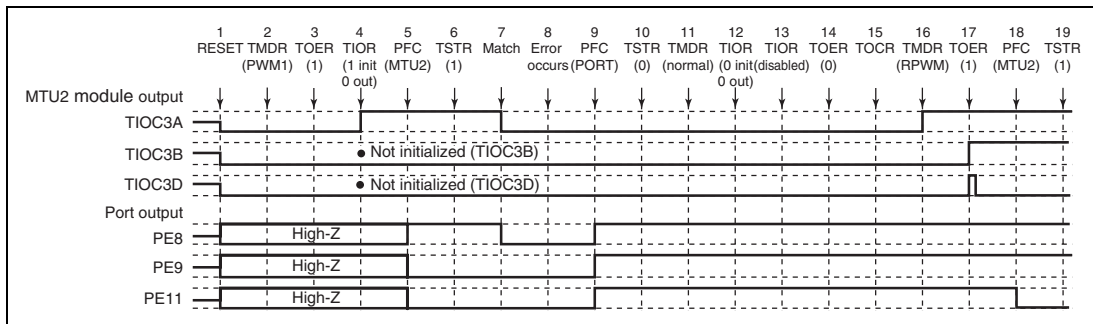 1 2 3 4 5 6 7 8 9 10 11 12 13 14 15 16 17 18 19
RESET TMDR TOER TIOR PFC TSTR Match Error PFC TSTR TMDR TIOR TIOR TOER TOCR TMDR TOER PFC TSTR
(PWM1) (1) (1 init (MTU2) (1) occurs (PORT) (0) (normal) (0 init (disabled) (0) (RPWM) (1) (MTU2) (1)
0 out) 0 out)
MTU2 module output
TIOC3A
TIOC3B • Not initialized (TIOC3B)
TIOC3D • Not initialized (TIOC3D)
Port output
PE8 High-Z
PE9 High-Z
PE11 High-Z